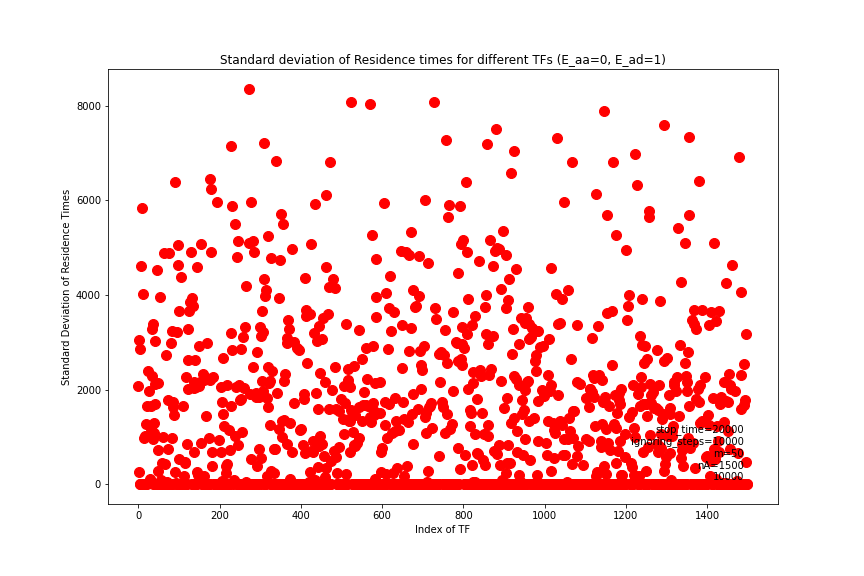 Standard deviation of Residence times for different TFs (E_aa=0, E_ad=1)
8000
6000
4000
2000
0
Standard Deviation of Residence Times
stop_time=20000
ignoring_steps=10000
m=50
nA=1500
10000
0
200
400
600
800
1000
1200
1400
Index of TF